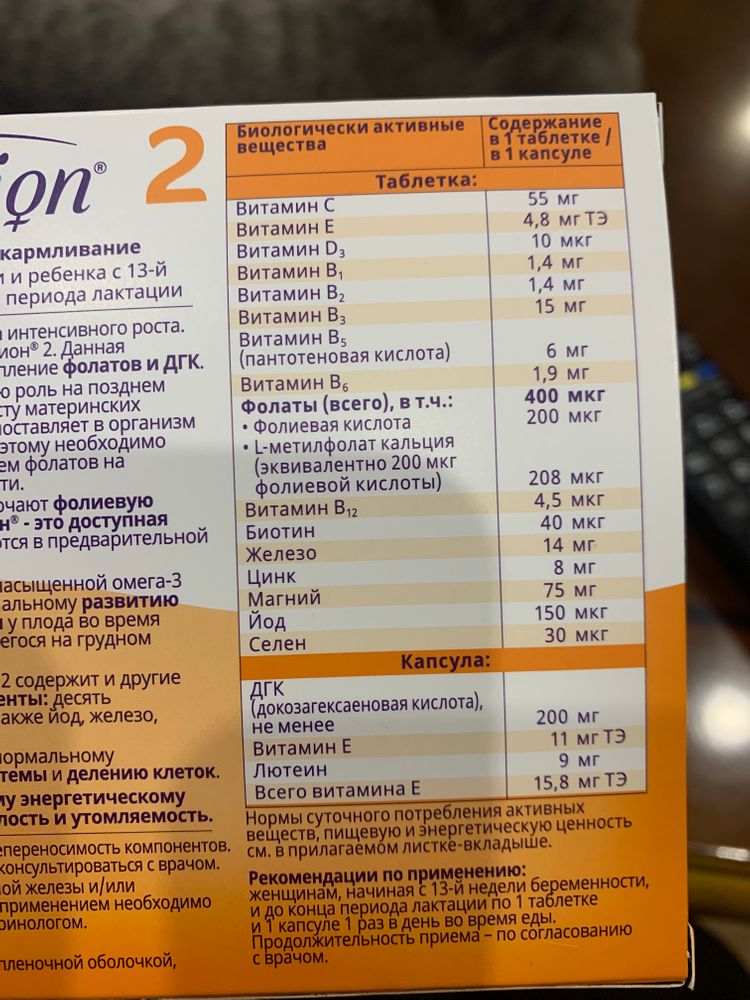 ion® 2
кармливание
и и ребенка с 13-й
периода лактации
интенсивного роста.
ион® 2. Данная
пление фолатов и ДГК.
ю роль на позднем
сту материнских
поставляет в организм
этому необходимо
ем фолатов на
сти.
ючают фолиевую
н® - это доступная
отся в предварительной
насыщенной омега-3
альному развитию
у плода во время
егося на грудном
2 содержит и другие
енты: десять
акже йод, железо,
нормальному
темы и делению клеток.
му энергетическому
лость и утомляемость.
епереносимость компонентов.
консультироваться с врачом.
ной железы и/или
применением необходимо
ринологом.
пленочной оболочкой,
Биологически активные вещества Содержание в 1 таблетке / в 1 капсуле
Таблетка:
Витамин C 55 мг
Витамин E 4,8 мг ТЭ
Витамин D3 10 мкг
Витамин B1 1,4 мг
Витамин B2 1,4 мг
Витамин B3 15 мг
Витамин B5
(пантотеновая кислота) 6 мг
Витамин B6 1,9 мг
Фолаты (всего), в т.ч.: 400 мкг
• Фолиевая кислота 200 мкг
• L-метилфолат кальция
(эквивалентно 200 мкг
фолиевой кислоты) 208 мкг
Витамин B12 4,5 мкг
Биотин 40 мкг
Железо 14 мг
Цинк 8 мг
Магний 75 мг
Йод 150 мкг
Селен 30 мкг
Капсула:
ДГК
(докозагексаеновая кислота),
не менее 200 мг
Витамин E 11 мг ТЭ
Лютеин 9 мг
Всего витамина E 15,8 мг ТЭ
Нормы суточного потребления активных
веществ, пищевую и энергетическую ценность
см. в прилагаемом листке-вкладыше.
Рекомендации по применению:
женщинам, начиная с 13-й недели беременности,
и до конца периода лактации по 1 таблетке
и 1 капсуле 1 раз в день во время еды.
Продолжительность приема – по согласованию
с врачом.